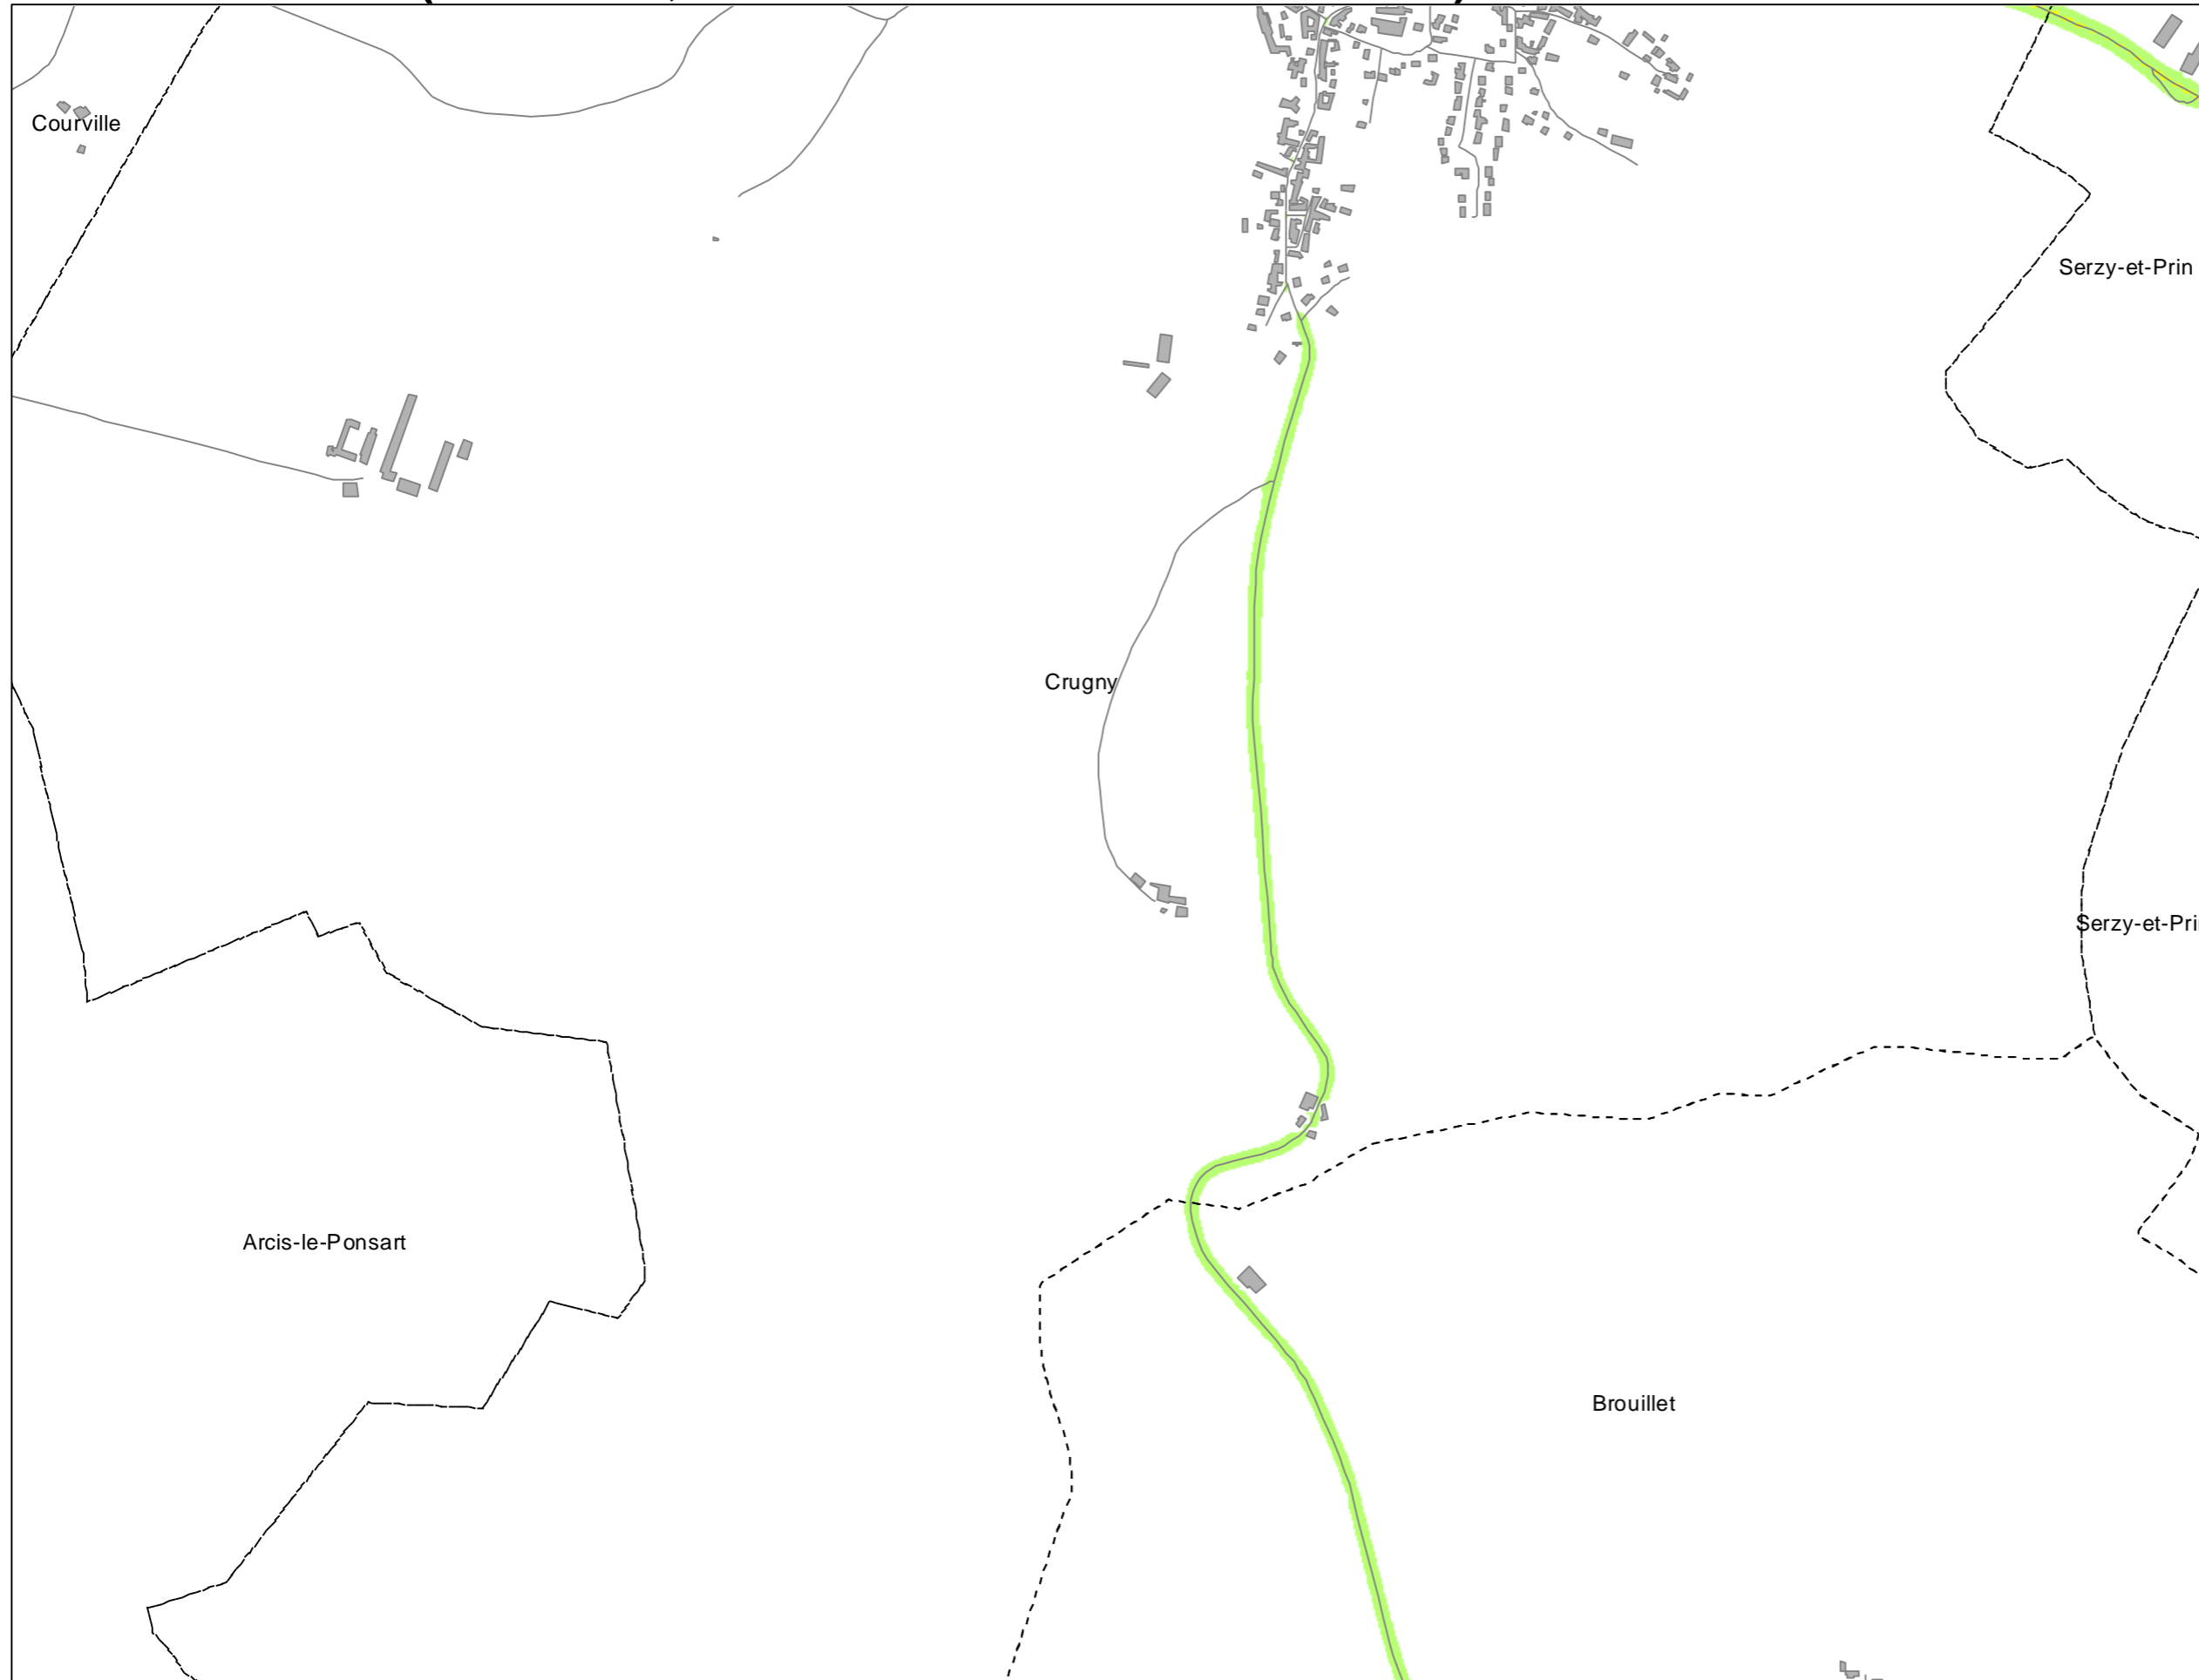 Courville
Serzy-et-Prin
Crugny
Serzy-et-Pri
Arcis-le-Ponsart
Brouillet